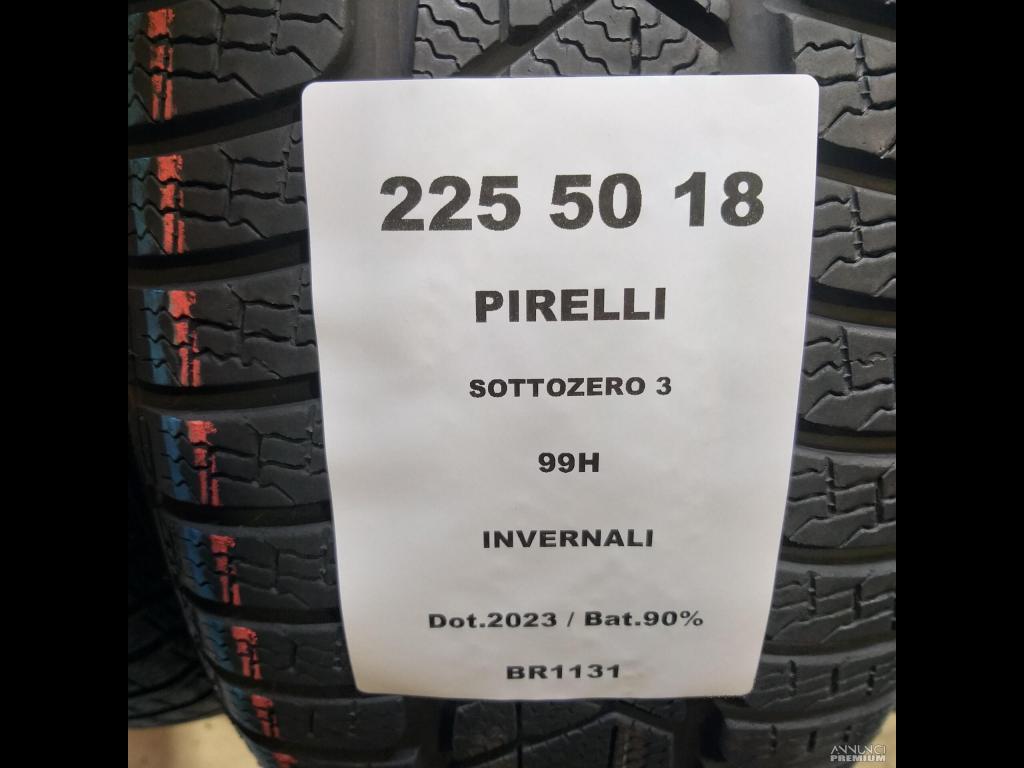 225 50 18
PIRELLI
SOTTOZERO 3
99H
INVERNALI
Dot.2023 / Bat.90%
BR1131
ANNUNCI
PREMIUM